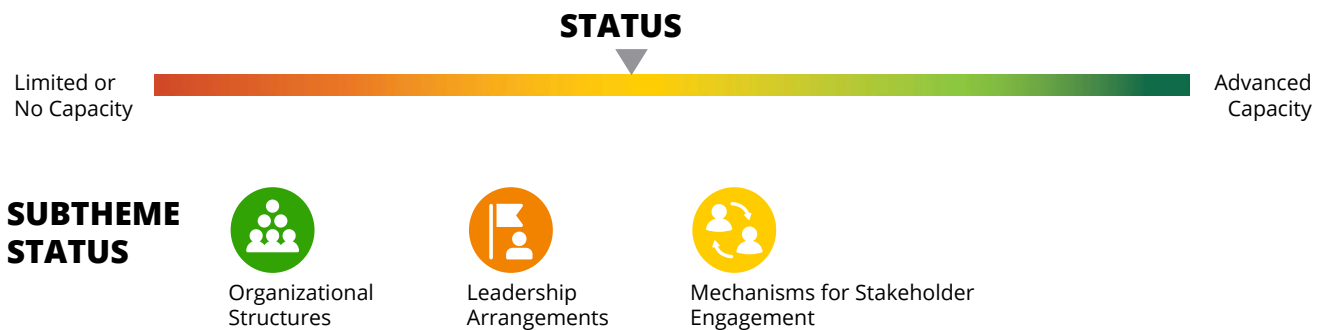 STATUS
Limited or
No Capacity
Advanced
Capacity
SUBTHEME
STATUS
Organizational
Structures
Leadership
Arrangements
Mechanisms for Stakeholder
Engagement